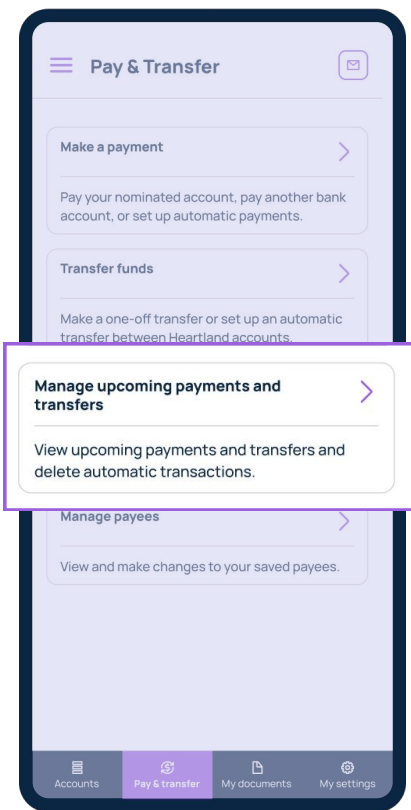 Pay & Transfer
Make a payment
Pay your nominated account, pay another bank
account, or set up automatic payments.
Transfer funds
Make a one-off transfer or set up an automatic
transfer between Heartland accounts.
Manage upcoming payments and
transfers
View upcoming payments and transfers and
delete automatic transactions.
Manage payees
View and make changes to your saved payees.
Accounts
Pay & transfer
My documents
My settings